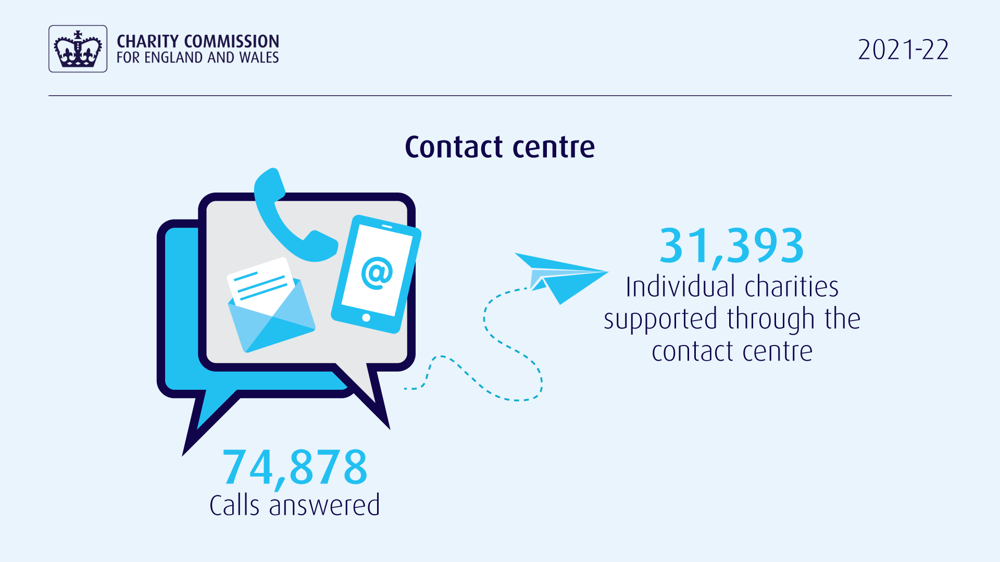 CHARITY COMMISSION
FOR ENGLAND AND WALES
2021-22
Contact centre
@
31,393
Individual charities
supported through the
contact centre
74,878
Calls answered